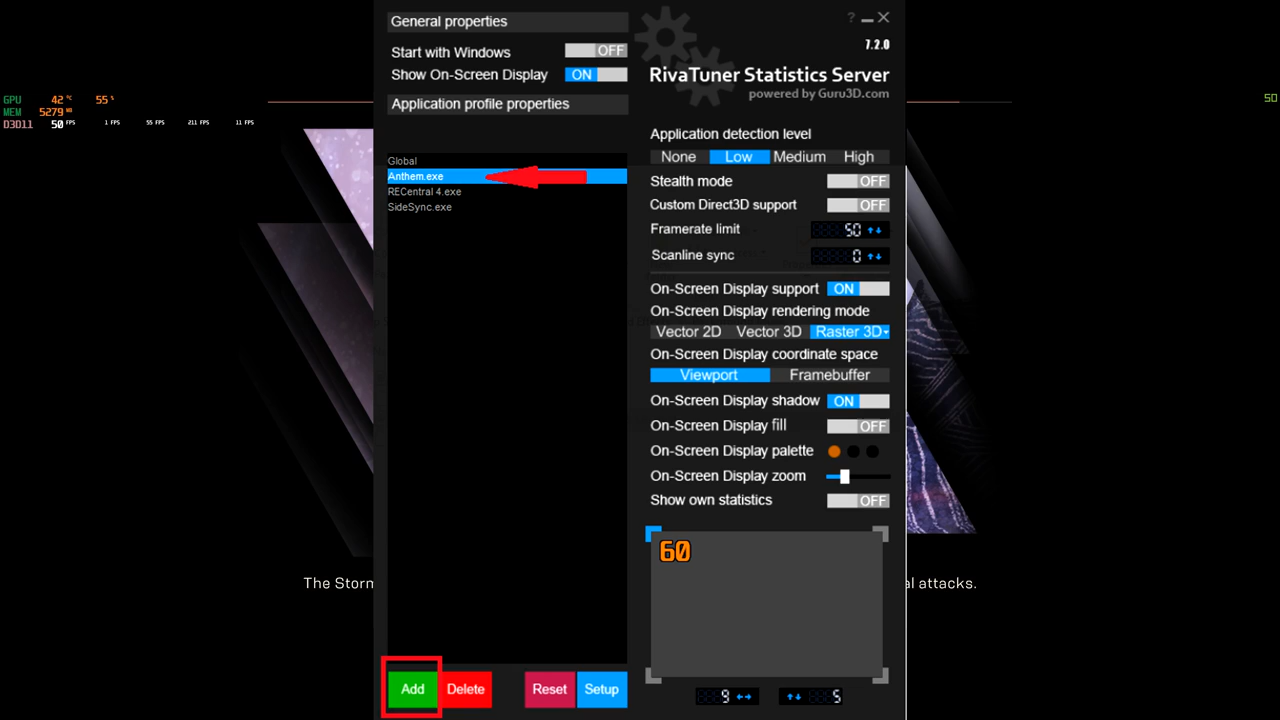 General properties
Start with Windows OFF
Show On-Screen Display ON
Application profile properties
Global
Anthem.exe
RECentral 4.exe
SideSync.exe
Add Delete Reset Setup
? 
7.2.0
RivaTuner Statistics Server
powered by Guru3D.com
Application detection level
None Low Medium High
Stealth mode OFF
Custom Direct3D support OFF
Framerate limit 50
Scanline sync 0
On-Screen Display support ON
On-Screen Display rendering mode
Vector 2D Vector 3D Raster 3D
On-Screen Display coordinate space
Viewport Framebuffer
On-Screen Display shadow ON
On-Screen Display fill OFF
On-Screen Display palette
On-Screen Display zoom
Show own statistics OFF
60
9 5
GPU 42 °C 55 %
MEM 5279 MB
D3D11 50 FPS 1 FPS 55 FPS 211 FPS 11 FPS
50
The Storm
al attacks.